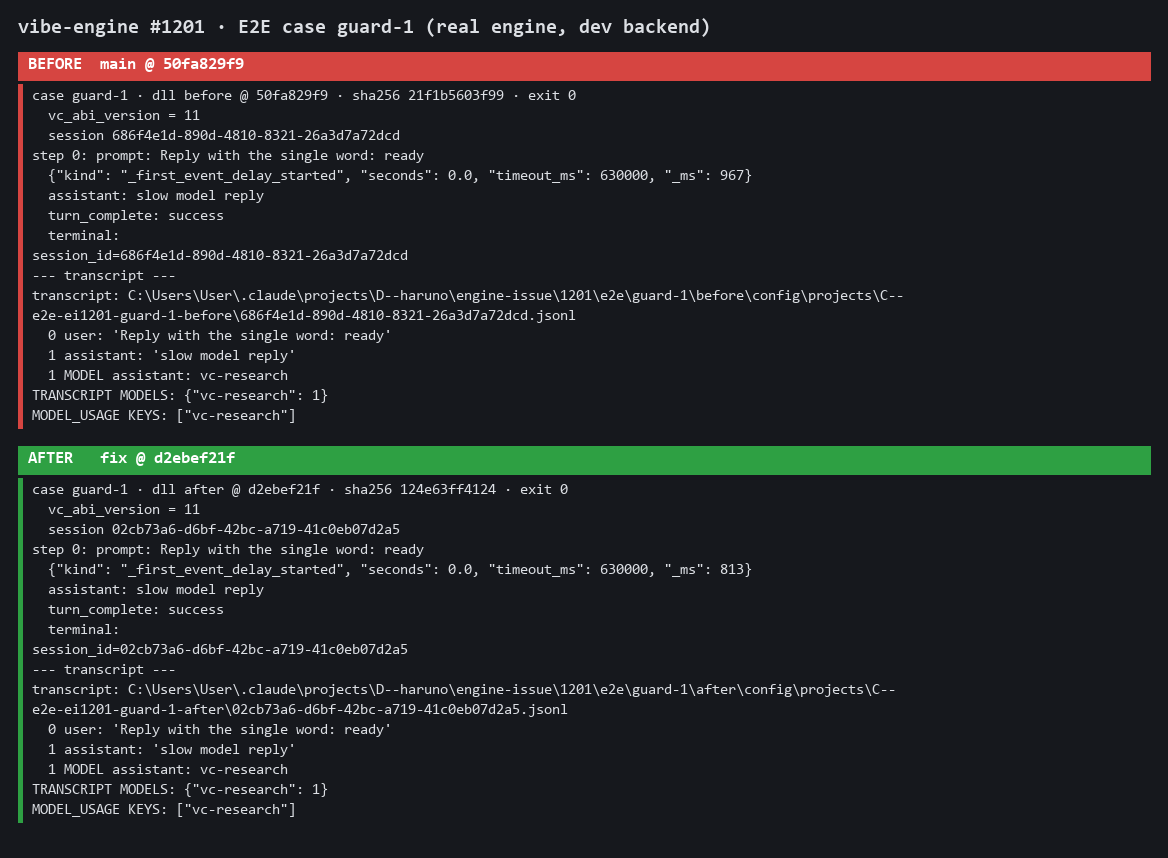 vibe-engine #1201 · E2E case guard-1 (real engine, dev backend)
BEFORE  main @ 50fa829f9
case guard-1 · dll before @ 50fa829f9 · sha256 21f1b5603f99 · exit 0
  vc_abi_version = 11
  session 686f4e1d-890d-4810-8321-26a3d7a72dcd
step 0: prompt: Reply with the single word: ready
  {"kind": "_first_event_delay_started", "seconds": 0.0, "timeout_ms": 630000, "_ms": 967}
  assistant: slow model reply
  turn_complete: success
  terminal:
session_id=686f4e1d-890d-4810-8321-26a3d7a72dcd
--- transcript ---
transcript: C:\Users\User\.claude\projects\D--haruno\engine-issue\1201\e2e\guard-1\before\config\projects\C--
e2e-ei1201-guard-1-before\686f4e1d-890d-4810-8321-26a3d7a72dcd.jsonl
  0 user: 'Reply with the single word: ready'
  1 assistant: 'slow model reply'
  1 MODEL assistant: vc-research
TRANSCRIPT MODELS: {"vc-research": 1}
MODEL_USAGE KEYS: ["vc-research"]
AFTER   fix @ d2ebef21f
case guard-1 · dll after @ d2ebef21f · sha256 124e63ff4124 · exit 0
  vc_abi_version = 11
  session 02cb73a6-d6bf-42bc-a719-41c0eb07d2a5
step 0: prompt: Reply with the single word: ready
  {"kind": "_first_event_delay_started", "seconds": 0.0, "timeout_ms": 630000, "_ms": 813}
  assistant: slow model reply
  turn_complete: success
  terminal:
session_id=02cb73a6-d6bf-42bc-a719-41c0eb07d2a5
--- transcript ---
transcript: C:\Users\User\.claude\projects\D--haruno\engine-issue\1201\e2e\guard-1\after\config\projects\C--
e2e-ei1201-guard-1-after\02cb73a6-d6bf-42bc-a719-41c0eb07d2a5.jsonl
  0 user: 'Reply with the single word: ready'
  1 assistant: 'slow model reply'
  1 MODEL assistant: vc-research
TRANSCRIPT MODELS: {"vc-research": 1}
MODEL_USAGE KEYS: ["vc-research"]